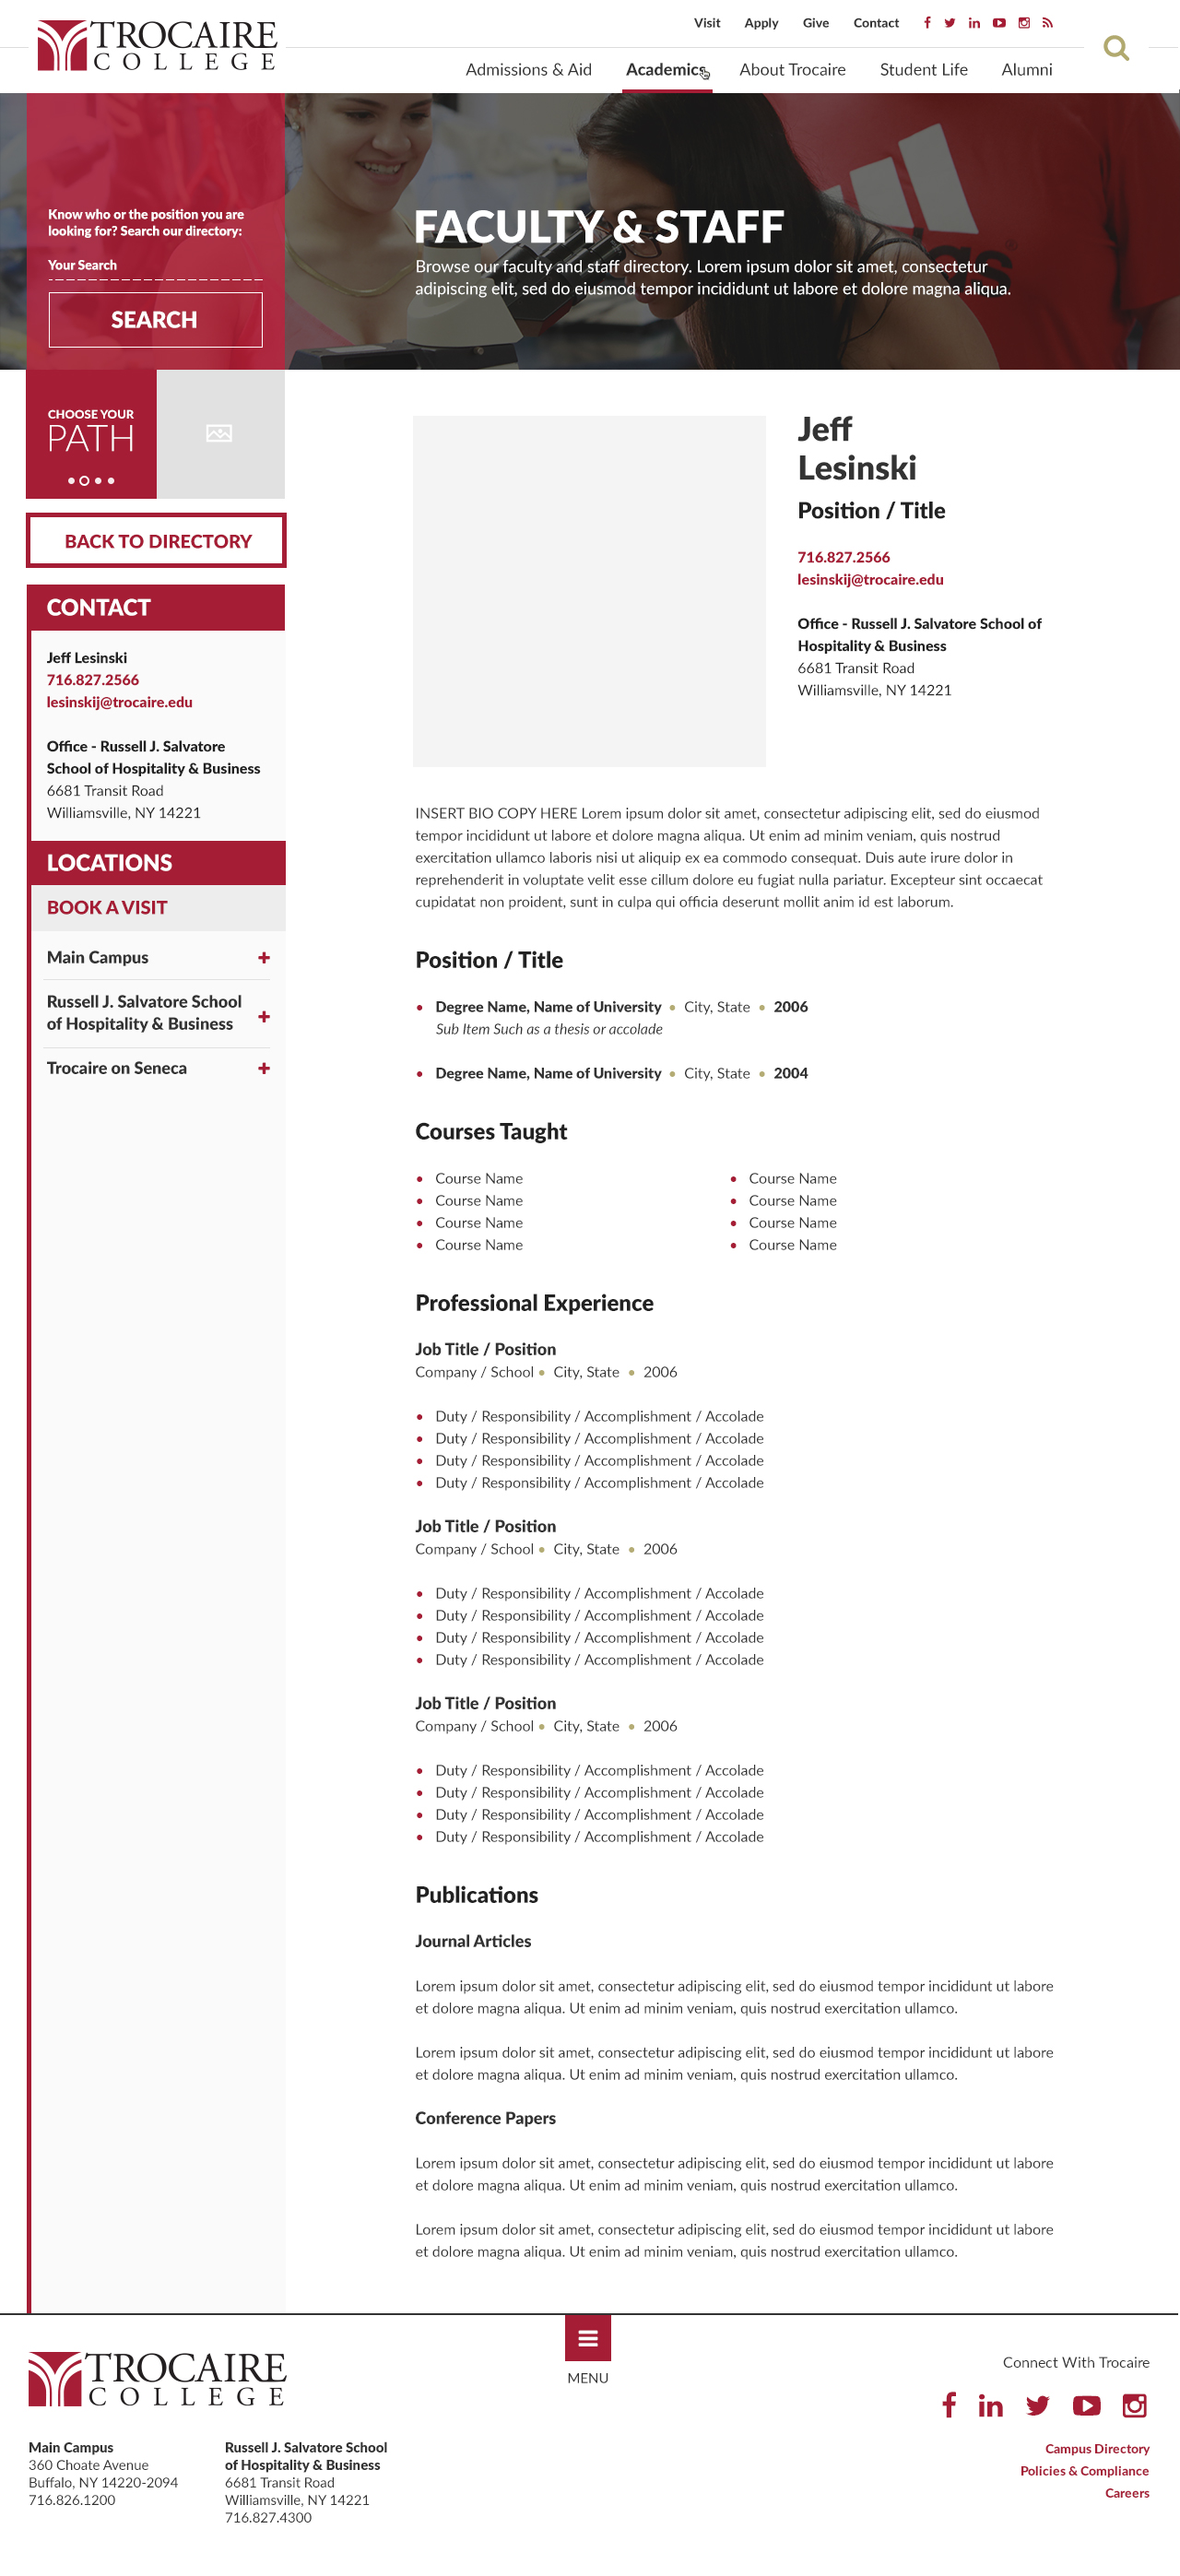 TROCAIRE
COLLEGE
Visit Apply Give Contact
Admissions & Aid Academics About Trocaire Student Life Alumni
Know who or the position you are
looking for? Search our directory:
Your Search
SEARCH
FACULTY & STAFF
Browse our faculty and staff directory. Lorem ipsum dolor sit amet, consectetur
adipiscing elit, sed do eiusmod tempor incididunt ut labore et dolore magna aliqua.
CHOOSE YOUR
PATH
BACK TO DIRECTORY
CONTACT
Jeff Lesinski
716.827.2566
lesinskij@trocaire.edu
Office - Russell J. Salvatore
School of Hospitality & Business
6681 Transit Road
Williamsville, NY 14221
LOCATIONS
BOOK A VISIT
Main Campus
Russell J. Salvatore School
of Hospitality & Business
Trocaire on Seneca
Jeff
Lesinski
Position / Title
716.827.2566
lesinskij@trocaire.edu
Office - Russell J. Salvatore School of
Hospitality & Business
6681 Transit Road
Williamsville, NY 14221
INSERT BIO COPY HERE Lorem ipsum dolor sit amet, consectetur adipiscing elit, sed do eiusmod
tempor incididunt ut labore et dolore magna aliqua. Ut enim ad minim veniam, quis nostrud
exercitation ullamco laboris nisi ut aliquip ex ea commodo consequat. Duis aute irure dolor in
reprehenderit in voluptate velit esse cillum dolore eu fugiat nulla pariatur. Excepteur sint occaecat
cupidatat non proident, sunt in culpa qui officia deserunt mollit anim id est laborum.
Position / Title
• Degree Name, Name of University • City, State • 2006
Sub Item Such as a thesis or accolade
• Degree Name, Name of University • City, State • 2004
Courses Taught
• Course Name • Course Name
• Course Name • Course Name
• Course Name • Course Name
• Course Name • Course Name
Professional Experience
Job Title / Position
Company / School • City, State • 2006
• Duty / Responsibility / Accomplishment / Accolade
• Duty / Responsibility / Accomplishment / Accolade
• Duty / Responsibility / Accomplishment / Accolade
• Duty / Responsibility / Accomplishment / Accolade
Job Title / Position
Company / School • City, State • 2006
• Duty / Responsibility / Accomplishment / Accolade
• Duty / Responsibility / Accomplishment / Accolade
• Duty / Responsibility / Accomplishment / Accolade
• Duty / Responsibility / Accomplishment / Accolade
Job Title / Position
Company / School • City, State • 2006
• Duty / Responsibility / Accomplishment / Accolade
• Duty / Responsibility / Accomplishment / Accolade
• Duty / Responsibility / Accomplishment / Accolade
• Duty / Responsibility / Accomplishment / Accolade
Publications
Journal Articles
Lorem ipsum dolor sit amet, consectetur adipiscing elit, sed do eiusmod tempor incididunt ut labore
et dolore magna aliqua. Ut enim ad minim veniam, quis nostrud exercitation ullamco.
Lorem ipsum dolor sit amet, consectetur adipiscing elit, sed do eiusmod tempor incididunt ut labore
et dolore magna aliqua. Ut enim ad minim veniam, quis nostrud exercitation ullamco.
Conference Papers
Lorem ipsum dolor sit amet, consectetur adipiscing elit, sed do eiusmod tempor incididunt ut labore
et dolore magna aliqua. Ut enim ad minim veniam, quis nostrud exercitation ullamco.
Lorem ipsum dolor sit amet, consectetur adipiscing elit, sed do eiusmod tempor incididunt ut labore
et dolore magna aliqua. Ut enim ad minim veniam, quis nostrud exercitation ullamco.
TROCAIRE
COLLEGE
Main Campus
360 Choate Avenue
Buffalo, NY 14220-2094
716.826.1200
Russell J. Salvatore School
of Hospitality & Business
6681 Transit Road
Williamsville, NY 14221
716.827.4300
MENU
Connect With Trocaire
Campus Directory
Policies & Compliance
Careers